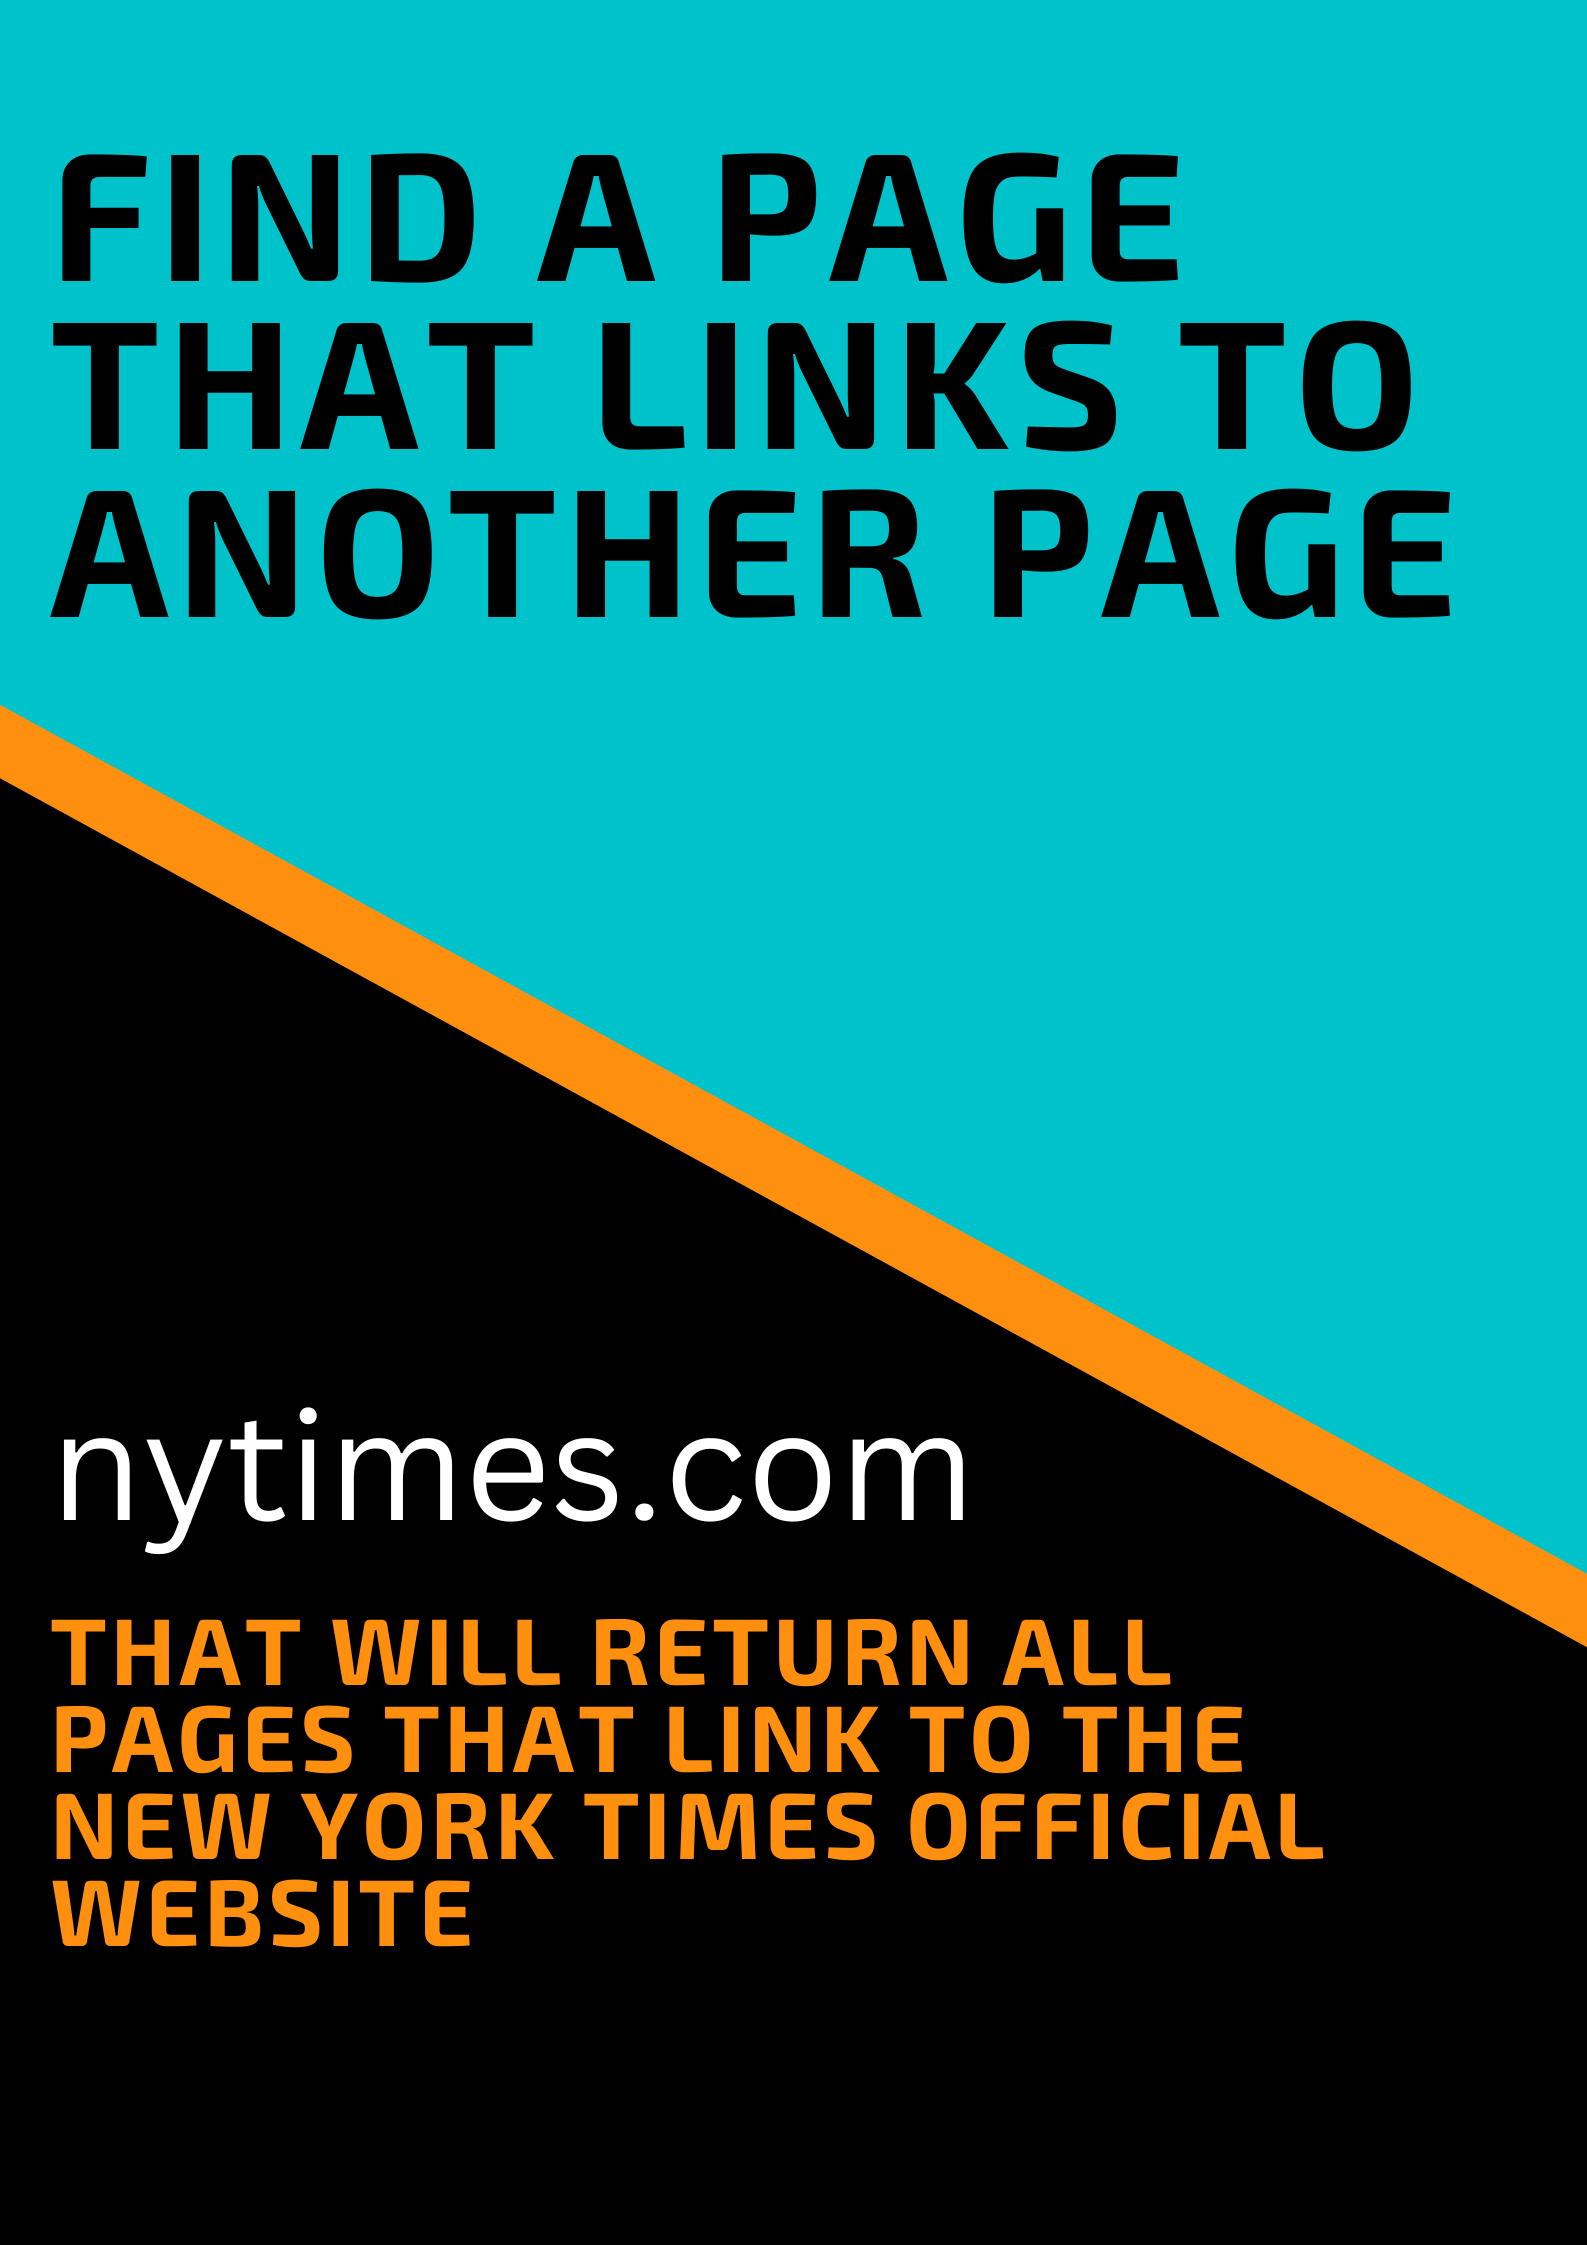 FIND A PAGE
THAT LINKS TO
ANOTHER PAGE
nytimes.com
THAT WILL RETURN ALL
PAGES THAT LINK TO THE
NEW YORK TIMES OFFICIAL
WEBSITE